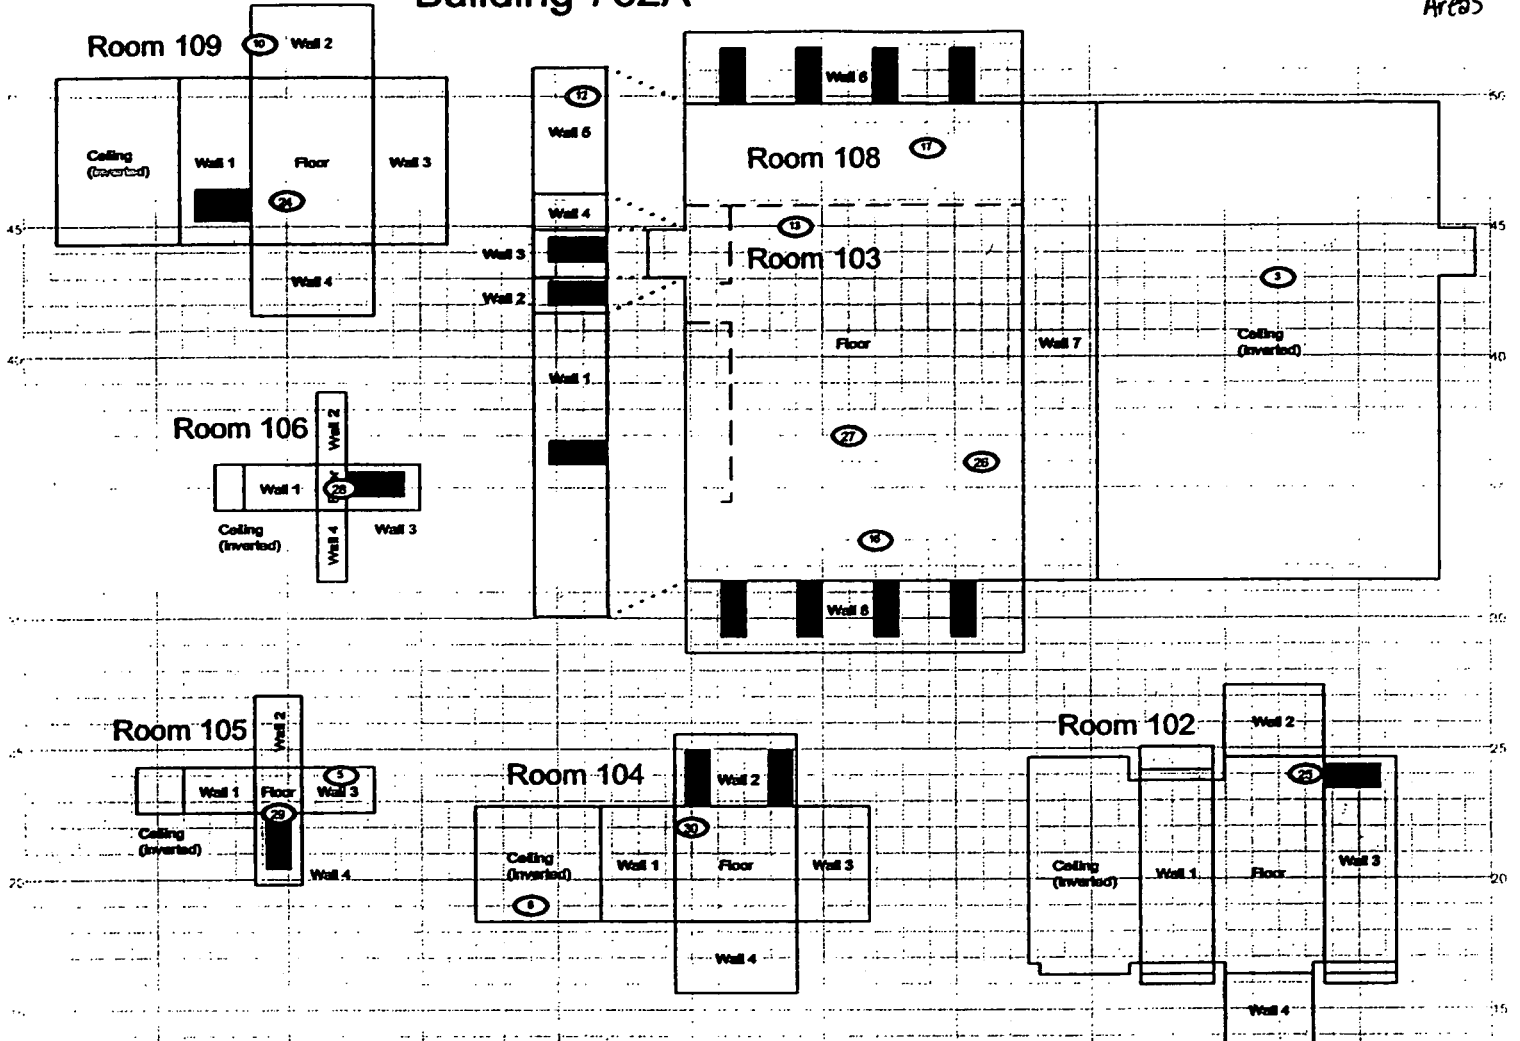 Areas
Room 109
10
Wall 2
Ceiling
(inverted)
Wall 1
Floor
Wall 3
24
Wall 4
12
Wall 5
Wall 4
Wall 3
Wall 2
Wall 1
Wall 6
50
17
Room 108
45
13
45
Room 103
3
Floor
Wall 7
Ceiling
(inverted)
40
27
26
16
Wall 8
30
Room 106
Wall 2
Wall 1
28
Ceiling
(inverted)
Wall 4
Wall 3
Room 105
Wall 2
5
Wall 1
Floor
Wall 3
29
Ceiling
(inverted)
Wall 4
Room 104
Wall 2
30
Ceiling
(inverted)
Wall 1
Floor
Wall 3
6
Wall 4
Room 102
Wall 2
25
25
Ceiling
(inverted)
Wall 1
Floor
Wall 3
20
Wall 4
15